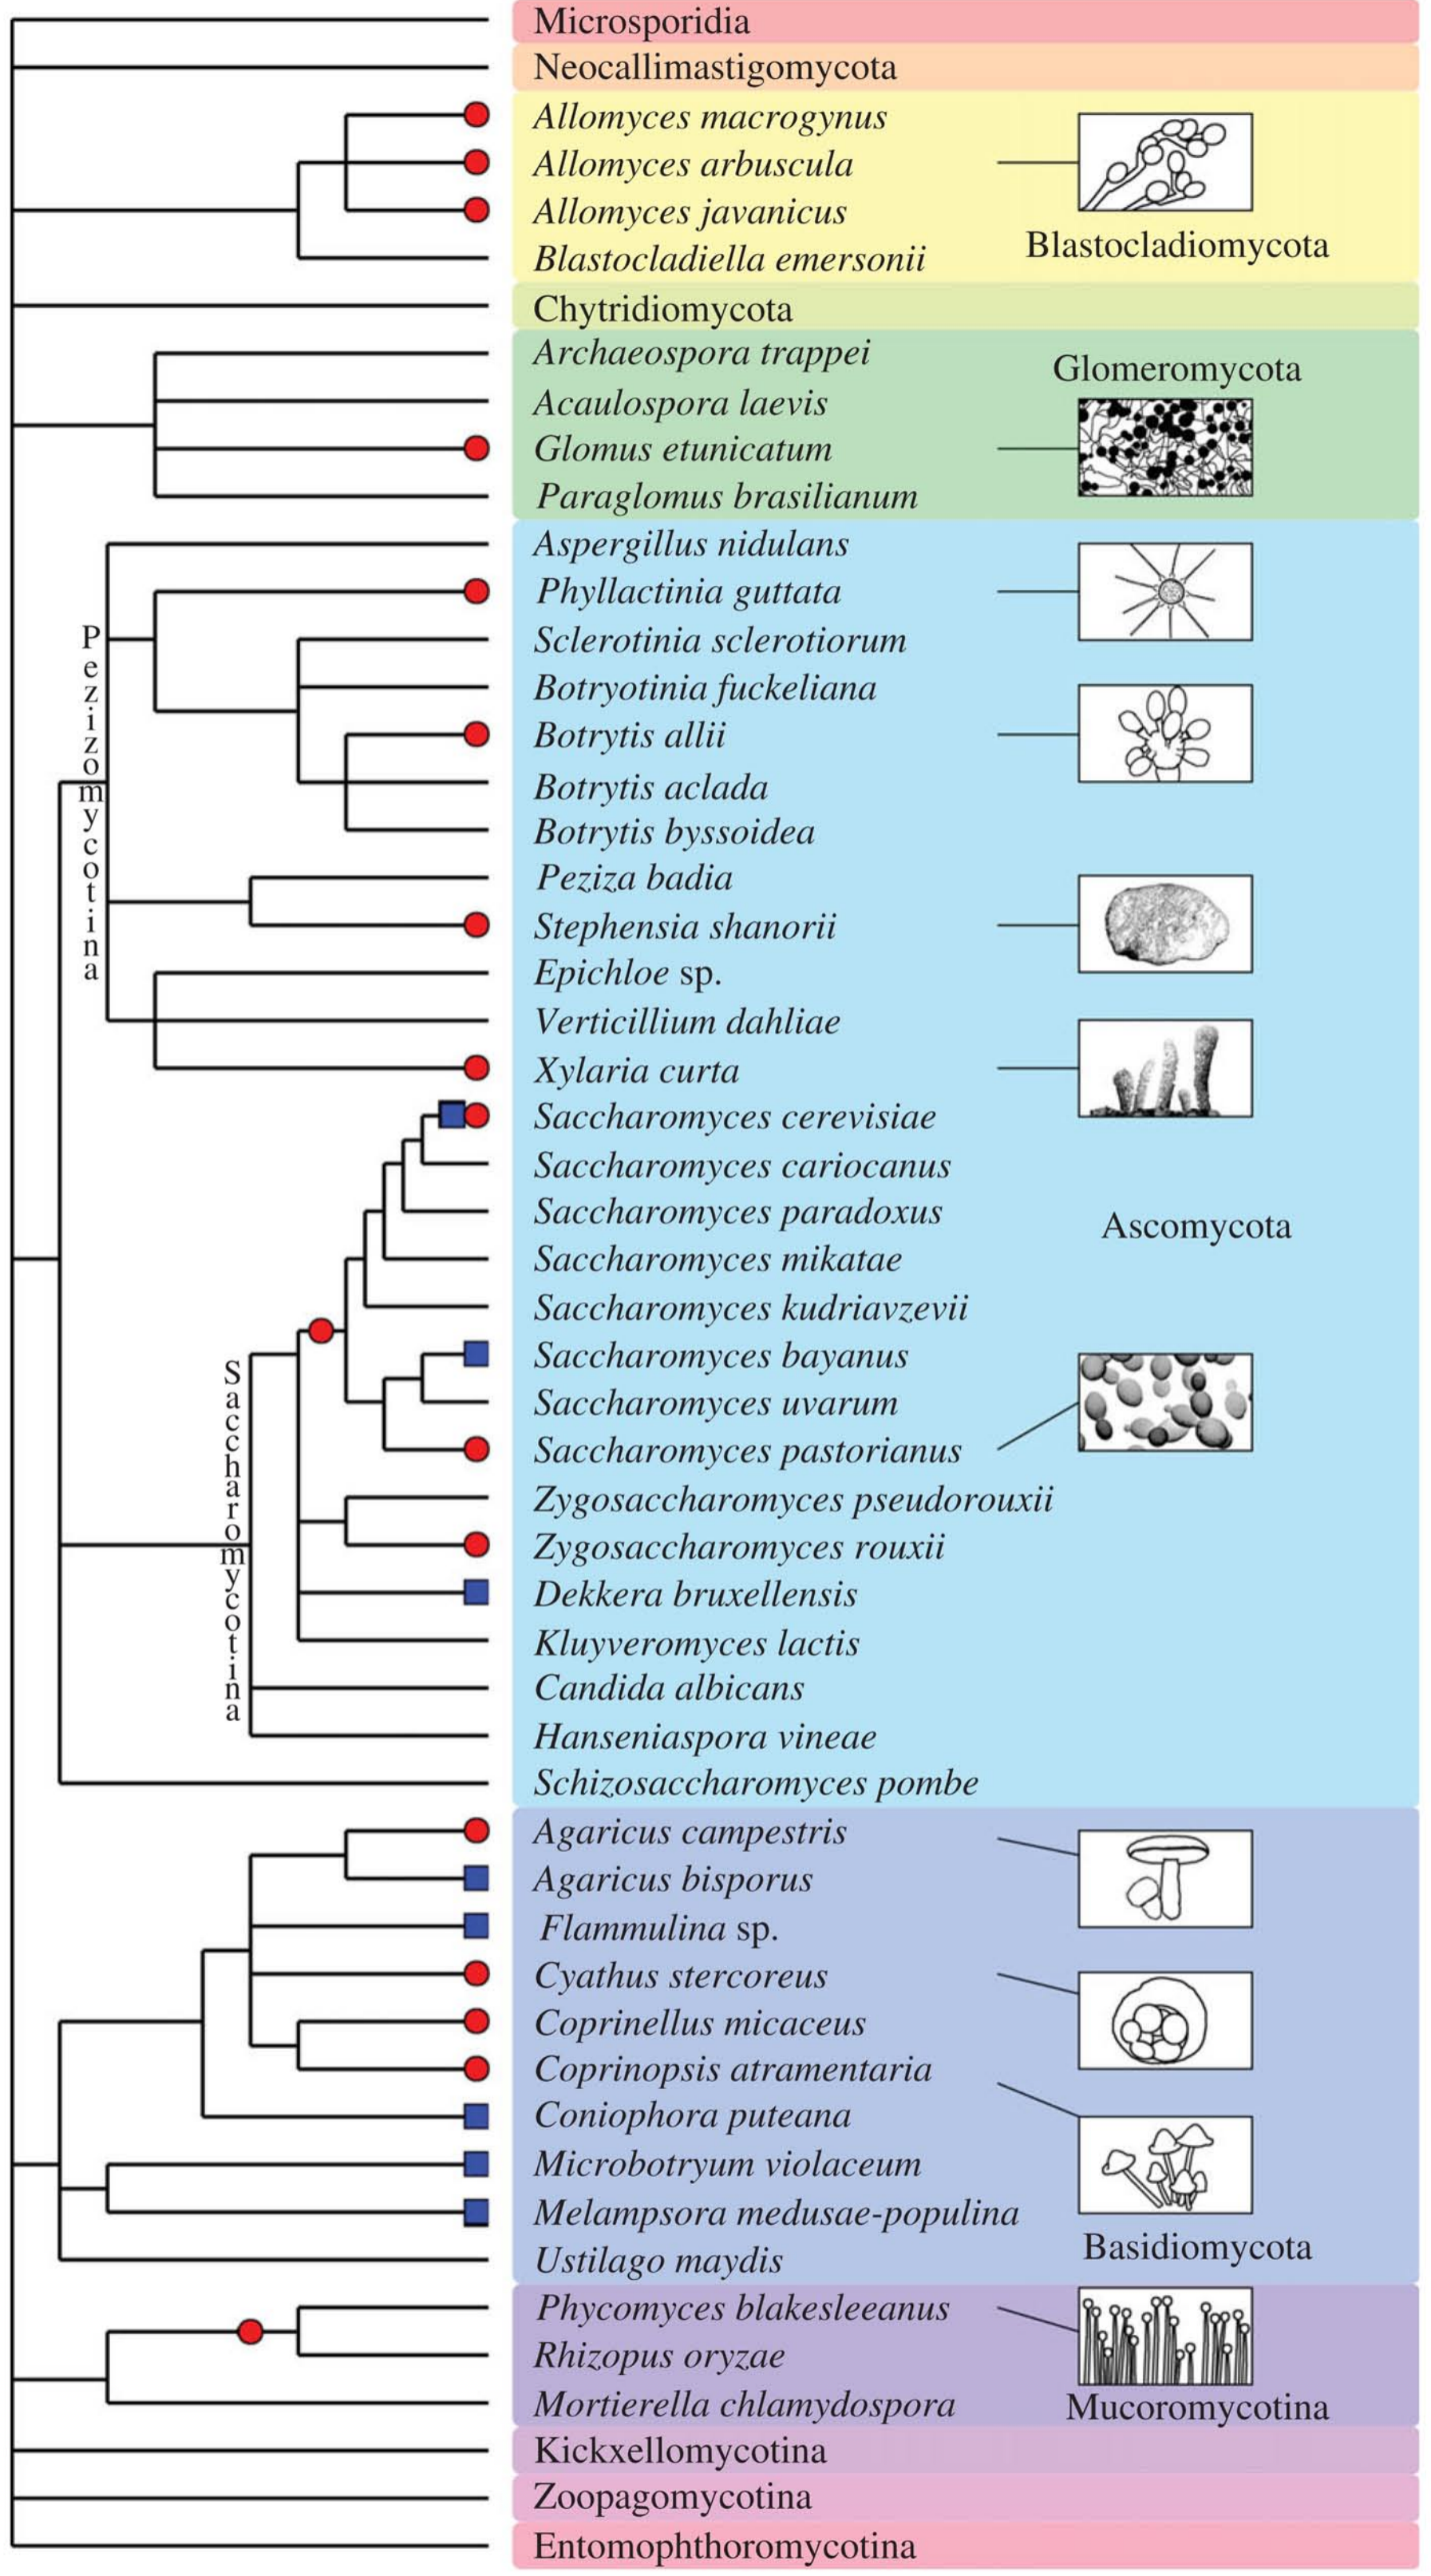 Microsporidia
Neocallimastigomycota
Allomyces macrogynus
Allomyces arbuscula
Allomyces javanicus
Blastocladiomycota
Blastocladiella emersonii
Chytridiomycota
Archaeospora trappei
Glomeromycota
Acaulospora laevis
Glomus etunicatum
Paraglomus brasilianum
Pezizomycotina
Aspergillus nidulans
Phyllactinia guttata
Sclerotinia sclerotiorum
Botryotinia fuckeliana
Botrytis allii
Botrytis aclada
Botrytis byssoidea
Peziza badia
Stephensia shanorii
Epichloe sp.
Verticillium dahliae
Xylaria curta
Saccharomyces cerevisiae
Saccharomyces cariocanus
Saccharomyces paradoxus
Ascomycota
Saccharomyces mikatae
Saccharomyces kudriavzevii
Saccharomycotina
Saccharomyces bayanus
Saccharomyces uvarum
Saccharomyces pastorianus
Zygosaccharomyces pseudorouxii
Zygosaccharomyces rouxii
Dekkera bruxellensis
Kluyveromyces lactis
Candida albicans
Hanseniaspora vineae
Schizosaccharomyces pombe
Agaricus campestris
Agaricus bisporus
Flammulina sp.
Cyathus stercoreus
Coprinellus micaceus
Coprinopsis atramentaria
Coniophora puteana
Microbotryum violaceum
Melampsora medusae-populina
Basidiomycota
Ustilago maydis
Phycomyces blakesleeanus
Rhizopus oryzae
Mortierella chlamydospora
Mucoromycotina
Kickxellomycotina
Zoopagomycotina
Entomophthoromycotina